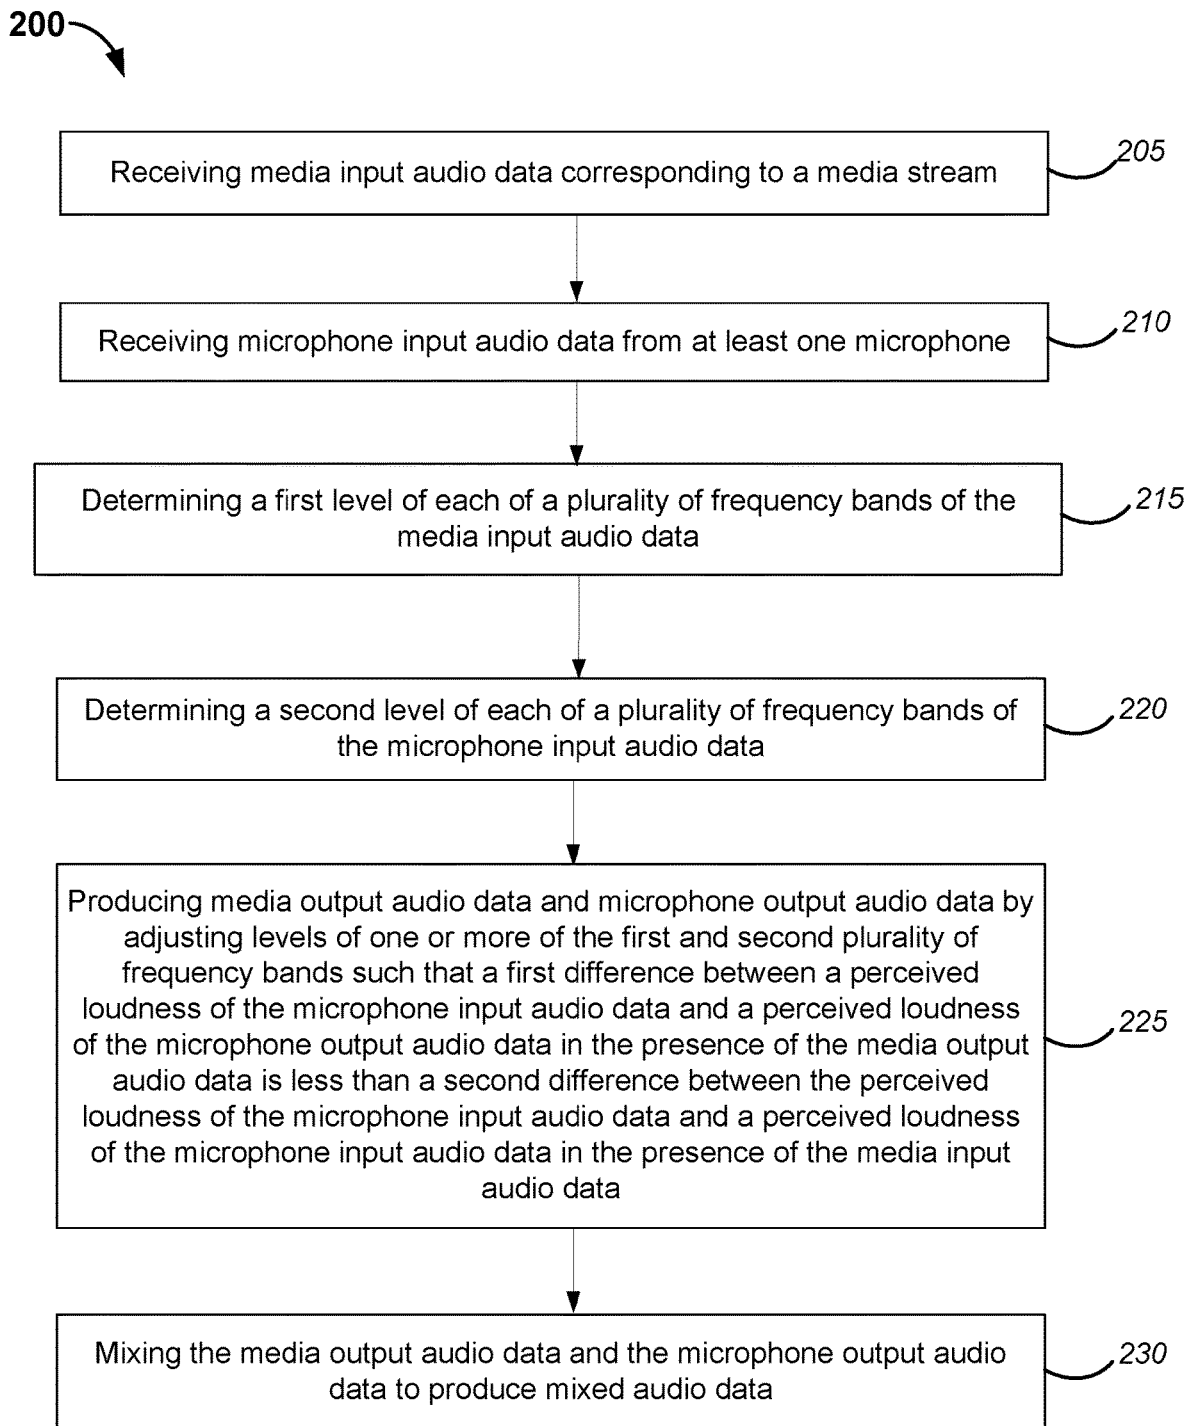 200
Receiving media input audio data corresponding to a media stream
205
Receiving microphone input audio data from at least one microphone
210
Determining a first level of each of a plurality of frequency bands of the
media input audio data
215
Determining a second level of each of a plurality of frequency bands of
the microphone input audio data
220
Producing media output audio data and microphone output audio data by
adjusting levels of one or more of the first and second plurality of
frequency bands such that a first difference between a perceived
loudness of the microphone input audio data and a perceived loudness
of the microphone output audio data in the presence of the media output
audio data is less than a second difference between the perceived
loudness of the microphone input audio data and a perceived loudness
of the microphone input audio data in the presence of the media input
audio data
225
Mixing the media output audio data and the microphone output audio
data to produce mixed audio data
230